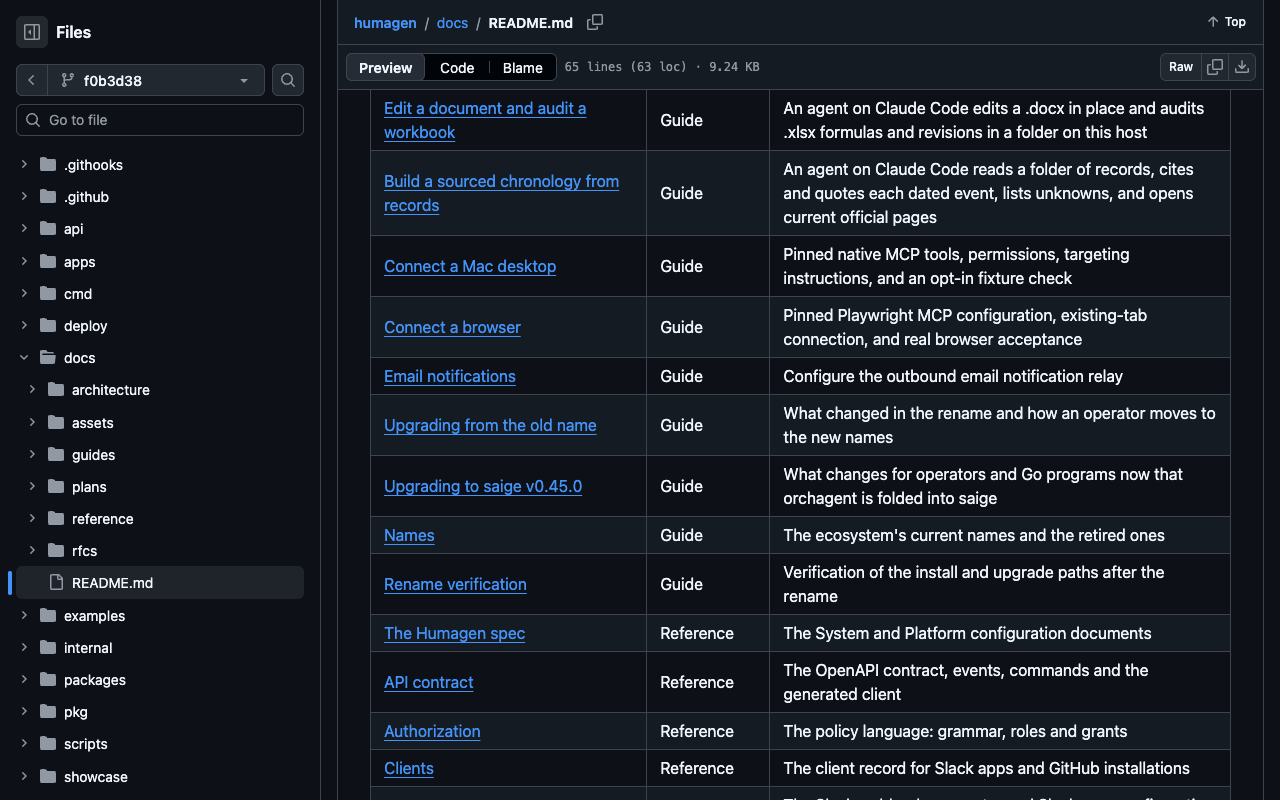 Files
humagen / docs / README.md
Top
f0b3d38
Preview Code Blame 65 lines (63 loc) · 9.24 KB
Raw
Go to file
.githooks
.github
api
apps
cmd
deploy
docs
architecture
assets
guides
plans
reference
rfcs
README.md
examples
internal
packages
pkg
scripts
showcase
Edit a document and audit a
workbook
Guide
An agent on Claude Code edits a .docx in place and audits
.xlsx formulas and revisions in a folder on this host
Build a sourced chronology from
records
Guide
An agent on Claude Code reads a folder of records, cites
and quotes each dated event, lists unknowns, and opens
current official pages
Connect a Mac desktop
Guide
Pinned native MCP tools, permissions, targeting
instructions, and an opt-in fixture check
Connect a browser
Guide
Pinned Playwright MCP configuration, existing-tab
connection, and real browser acceptance
Email notifications
Guide
Configure the outbound email notification relay
Upgrading from the old name
Guide
What changed in the rename and how an operator moves to
the new names
Upgrading to saige v0.45.0
Guide
What changes for operators and Go programs now that
orchagent is folded into saige
Names
Guide
The ecosystem's current names and the retired ones
Rename verification
Guide
Verification of the install and upgrade paths after the
rename
The Humagen spec
Reference
The System and Platform configuration documents
API contract
Reference
The OpenAPI contract, events, commands and the
generated client
Authorization
Reference
The policy language: grammar, roles and grants
Clients
Reference
The client record for Slack apps and GitHub installations